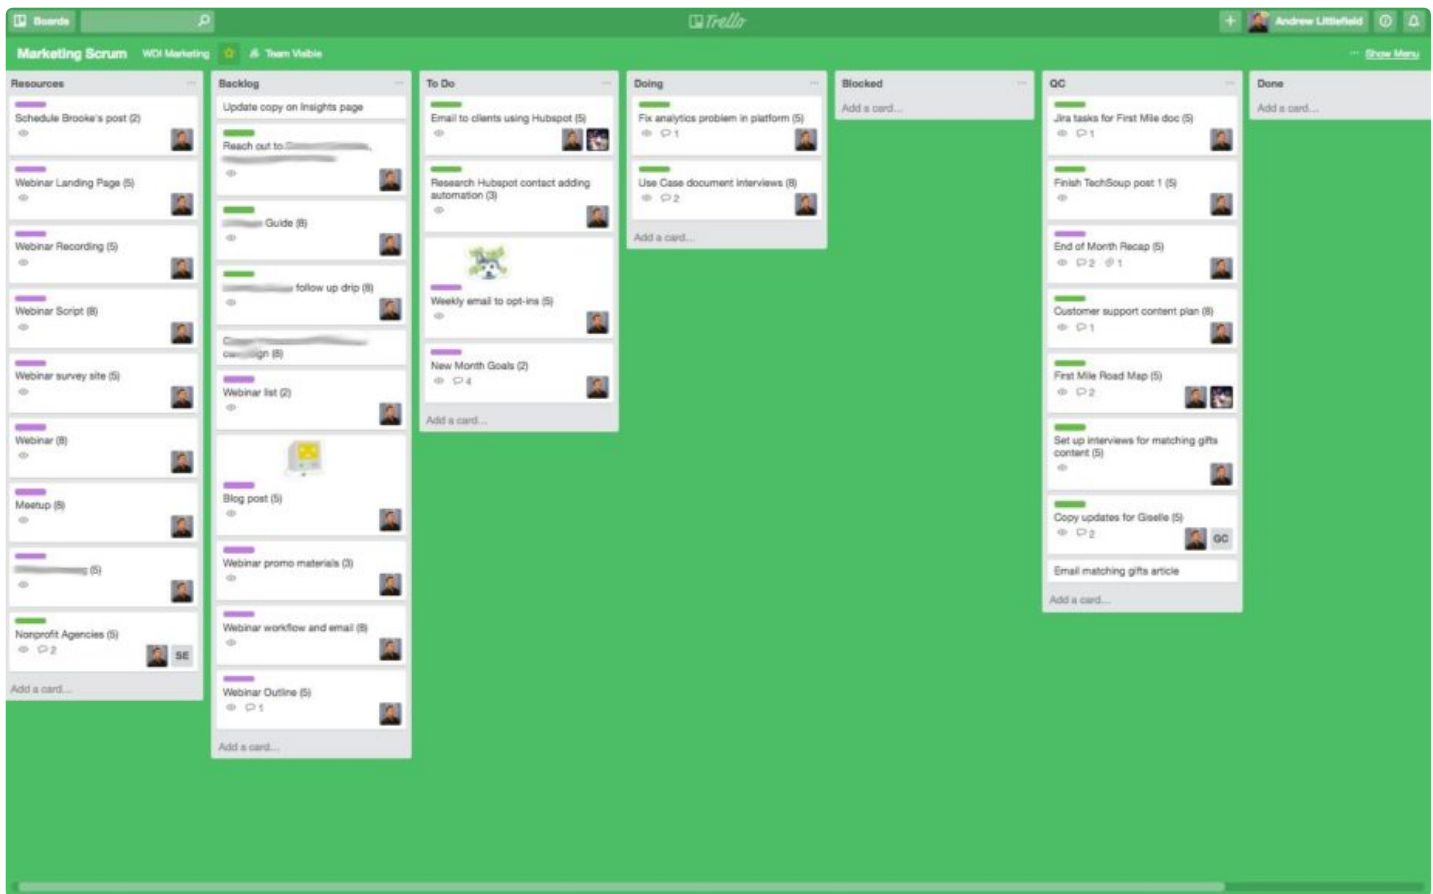 Boards
Trello
Andrew Littlefield
Marketing Scrum
WDI Marketing
Team Visible
Show Menu
Resources
Schedule Brooke's post (2)
Webinar Landing Page (5)
Webinar Recording (5)
Webinar Script (8)
Webinar survey site (5)
Webinar (8)
Meetup (8)
(5)
Nonprofit Agencies (5)
2
SE
Add a card...
Backlog
Update copy on Insights page
Reach out to
Guide (8)
follow up drip (8)
(8)
Webinar list (2)
Blog post (5)
Webinar promo materials (3)
Webinar workflow and email (8)
Webinar Outline (5)
1
Add a card...
To Do
Email to clients using Hubspot (5)
Research Hubspot contact adding
automation (3)
Weekly email to opt-ins (5)
New Month Goals (2)
4
Add a card...
Doing
Fix analytics problem in platform (5)
1
Use Case document interviews (8)
2
Add a card...
Blocked
Add a card...
QC
Jira tasks for First Mile doc (5)
1
Finish TechSoup post 1 (5)
End of Month Recap (5)
2 1
Customer support content plan (8)
1
First Mile Road Map (5)
2
Set up interviews for matching gifts
content (5)
Copy updates for Giselle (5)
2
GC
Email matching gifts article
Add a card...
Done
Add a card...